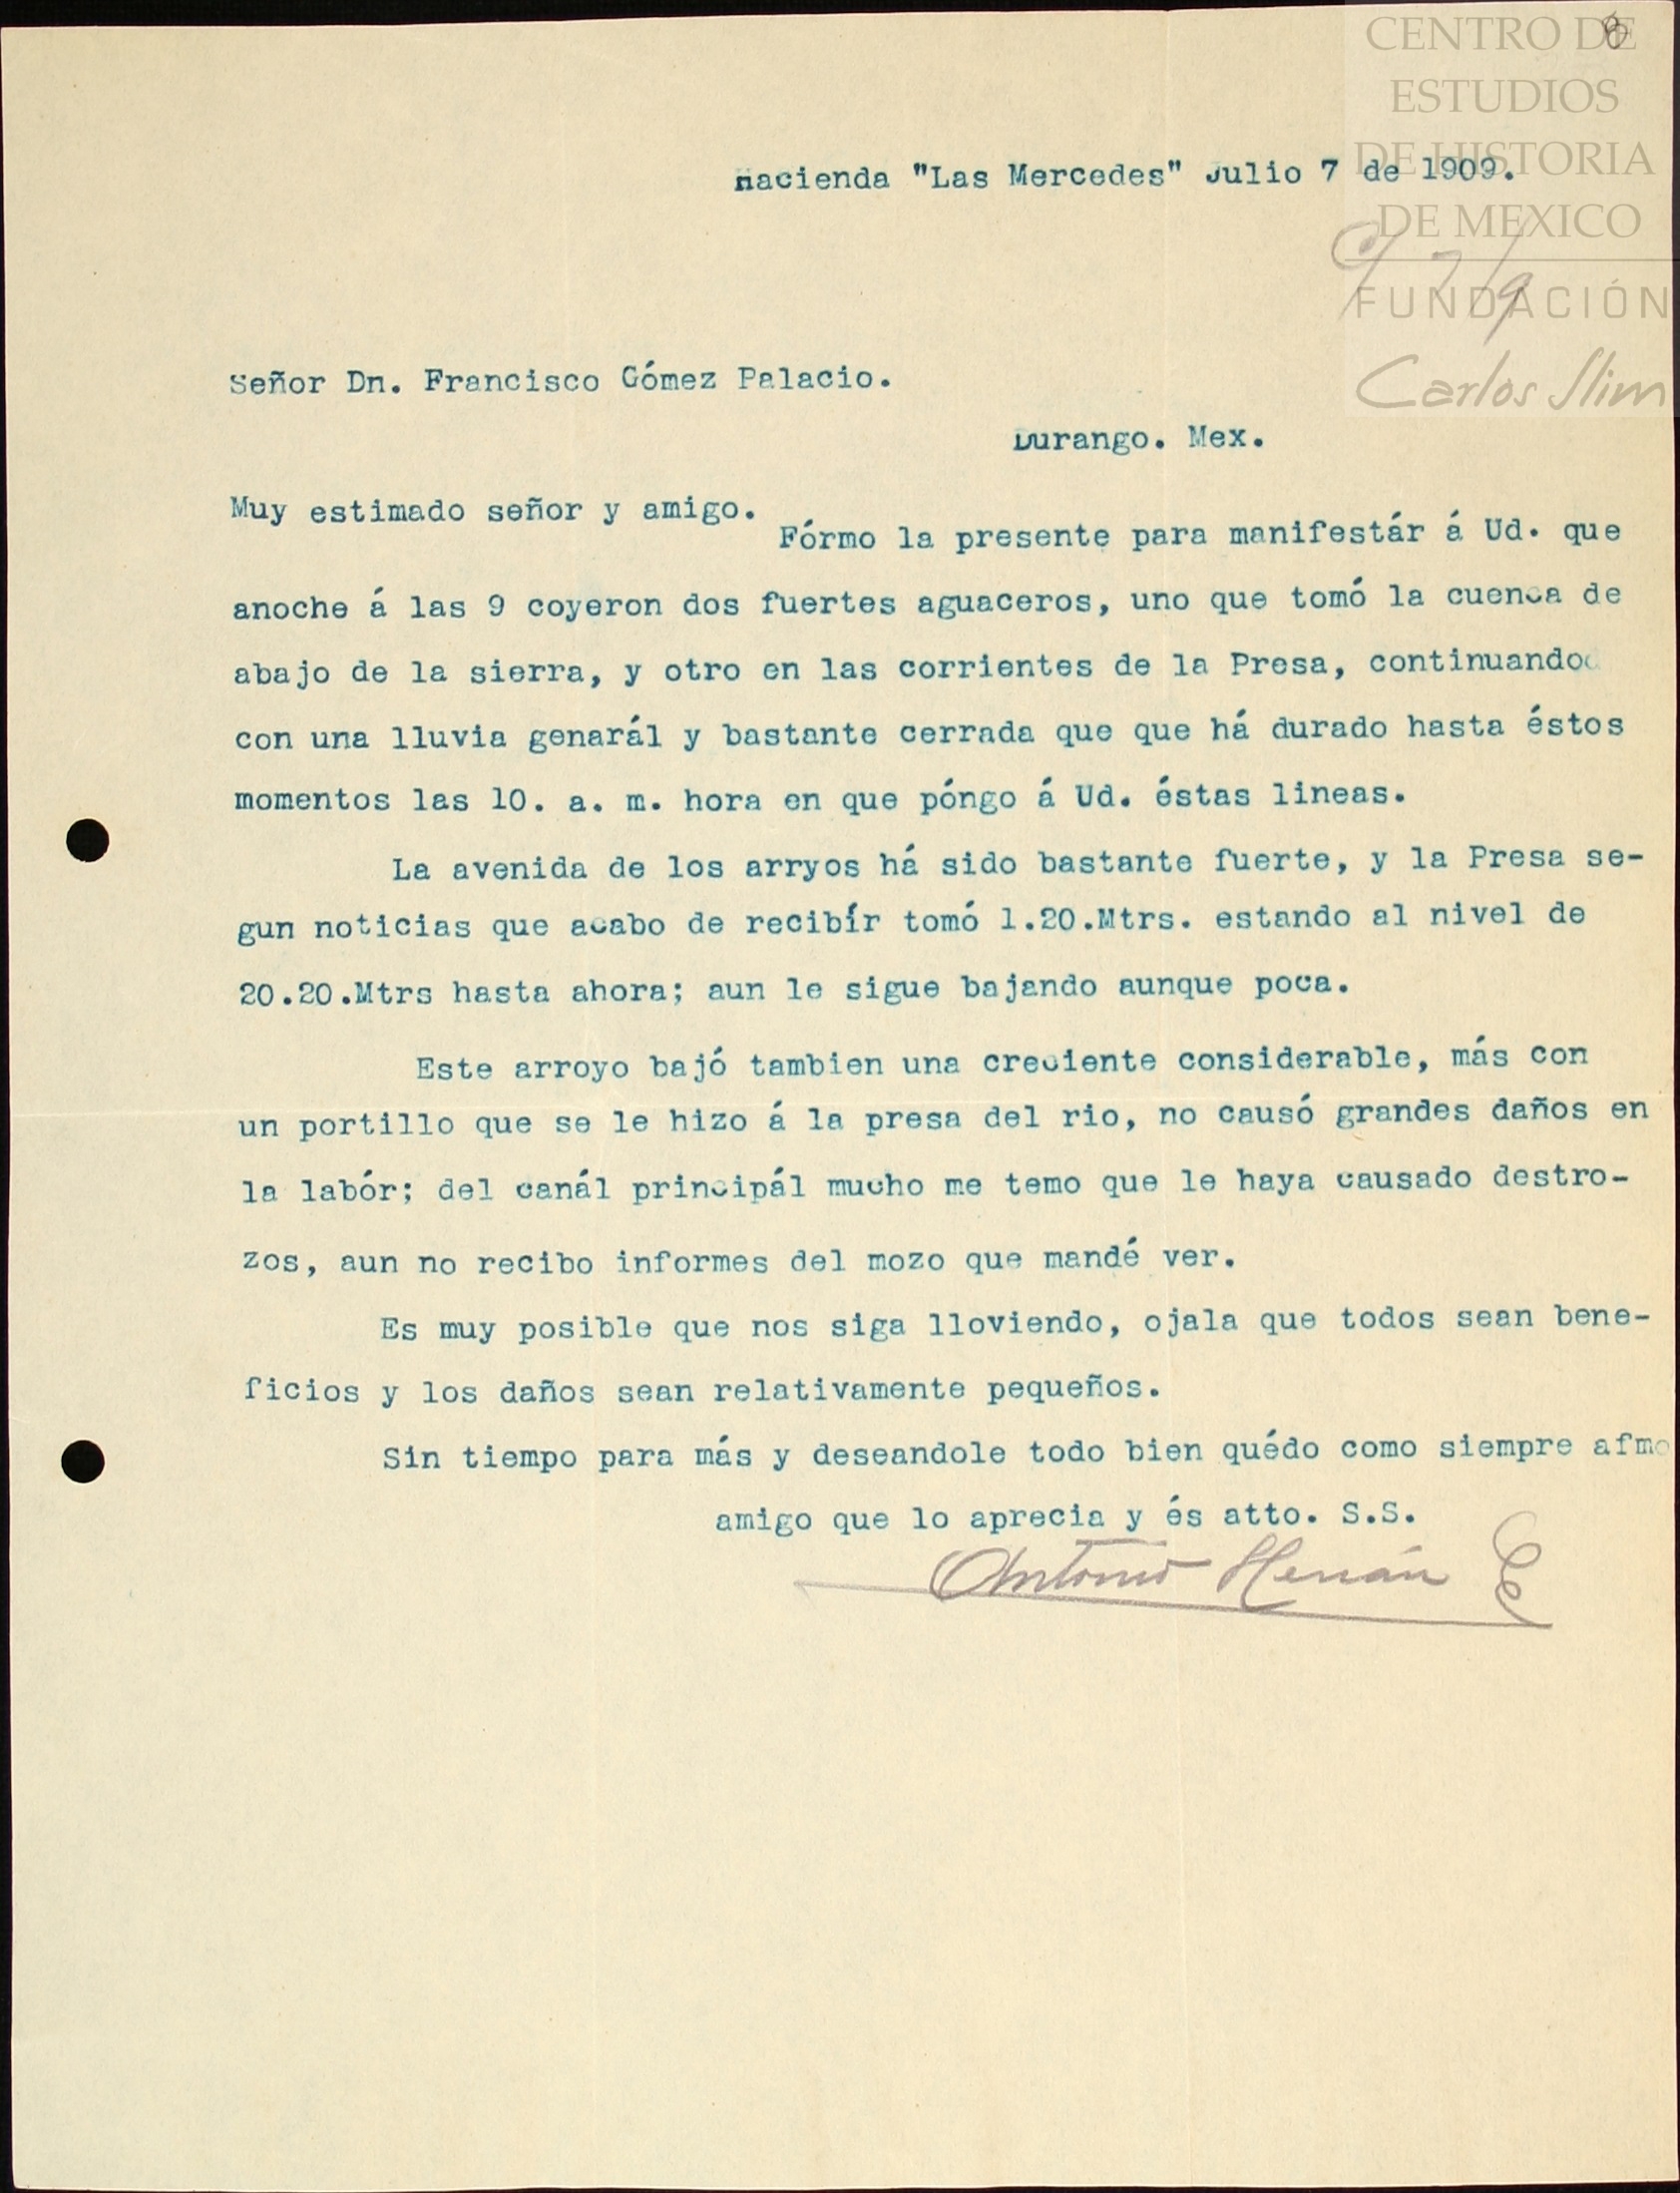 CENTRO DE
ESTUDIOS
DE HISTORIA
DE MEXICO
FUNDACIÓN
Carlos Slim
8
Hacienda "Las Mercedes" Julio 7 de 1909.
C/ 7/9
Señor Dn. Francisco Gómez Palacio.
Durango. Mex.
Muy estimado señor y amigo.
Fórmo la presente para manifestár á Ud. que
anoche á las 9 coyeron dos fuertes aguaceros, uno que tomó la cuenca de
abajo de la sierra, y otro en las corrientes de la Presa, continuando
con una lluvia genarál y bastante cerrada que que há durado hasta éstos
momentos las 10. a. m. hora en que póngo á Ud. éstas lineas.
La avenida de los arryos há sido bastante fuerte, y la Presa se-
gun noticias que acabo de recibír tomó 1.20.Mtrs. estando al nivel de
20.20.Mtrs hasta ahora; aun le sigue bajando aunque poca.
Este arroyo bajó tambien una creciente considerable, más con
un portillo que se le hizo á la presa del rio, no causó grandes daños en
la labór; del canál principál mucho me temo que le haya causado destro-
zos, aun no recibo informes del mozo que mandé ver.
Es muy posible que nos siga lloviendo, ojala que todos sean bene-
ficios y los daños sean relativamente pequeños.
Sin tiempo para más y deseandole todo bien quédo como siempre afmo
amigo que lo aprecia y és atto. S.S.
Antonio E